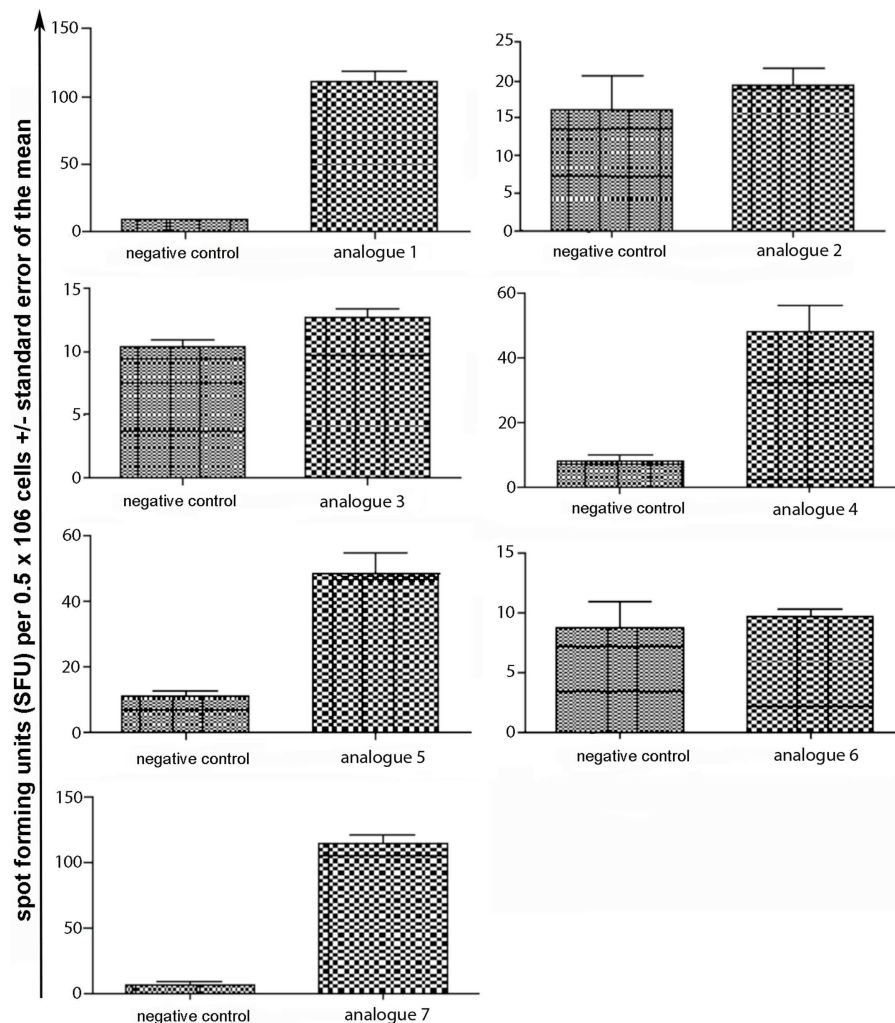 spot forming units (SFU) per 0.5 x 106 cells +/- standard error of the mean
150
100
50
0
negative control
analogue 1
25
20
15
10
5
0
negative control
analogue 2
15
10
5
0
negative control
analogue 3
60
40
20
0
negative control
analogue 4
60
40
20
0
negative control
analogue 5
15
10
5
0
negative control
analogue 6
150
100
50
0
negative control
analogue 7